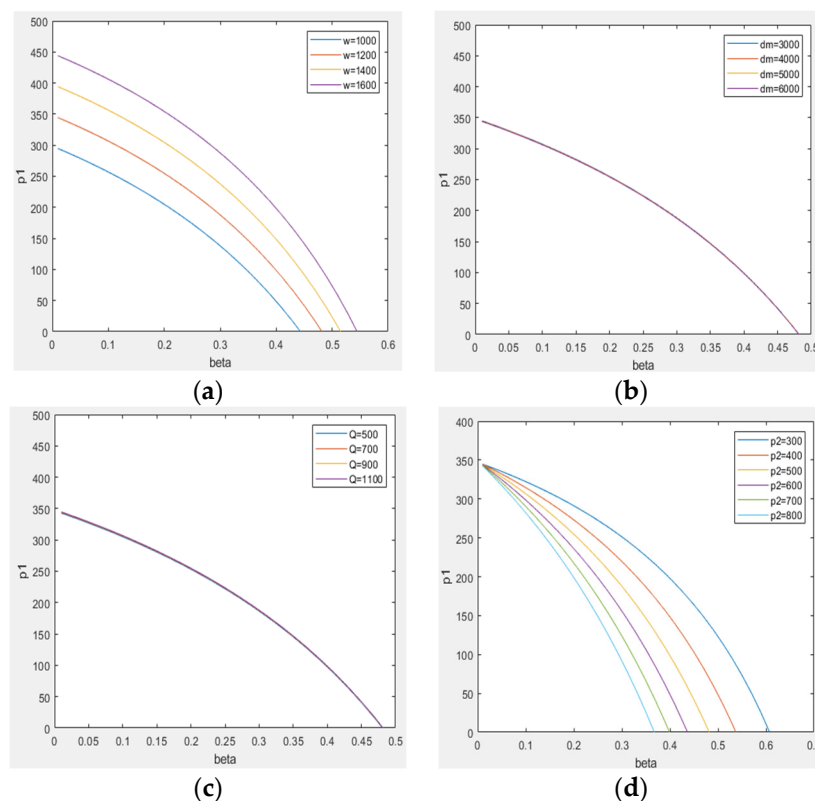 500
450
400
350
300
250
200
150
100
50
0
p1
w=1000
w=1200
w=1400
w=1600
0 0.1 0.2 0.3 0.4 0.5 0.6
beta
(a)
500
450
400
350
300
250
200
150
100
50
0
p1
dm=3000
dm=4000
dm=5000
dm=6000
0 0.05 0.1 0.15 0.2 0.25 0.3 0.35 0.4 0.45 0.5
beta
(b)
500
450
400
350
300
250
200
150
100
50
0
p1
Q=500
Q=700
Q=900
Q=1100
0 0.05 0.1 0.15 0.2 0.25 0.3 0.35 0.4 0.45 0.5
beta
(c)
400
350
300
250
200
150
100
50
0
p1
p2=300
p2=400
p2=500
p2=600
p2=700
p2=800
0 0.1 0.2 0.3 0.4 0.5 0.6 0.7
beta
(d)